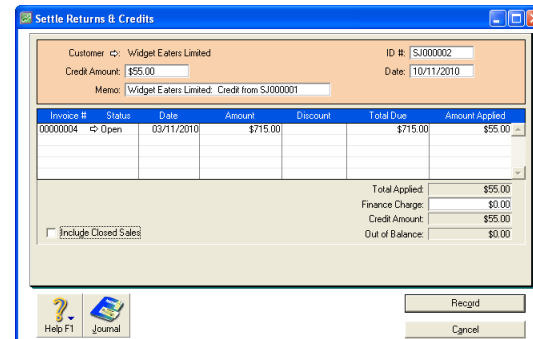 Settle Returns & Credits
Customer ⇨: Widget Eaters Limited ID #: SJ000002
Credit Amount: $55.00 Date: 10/11/2010
Memo: Widget Eaters Limited: Credit from SJ000001
Invoice # Status Date Amount Discount Total Due Amount Applied
00000004 ⇨ Open 03/11/2010 $715.00 $715.00 $55.00
Total Applied: $55.00
Finance Charge: $0.00
Credit Amount: $55.00
Include Closed Sales Out of Balance: $0.00
Record
Help F1 Journal Cancel